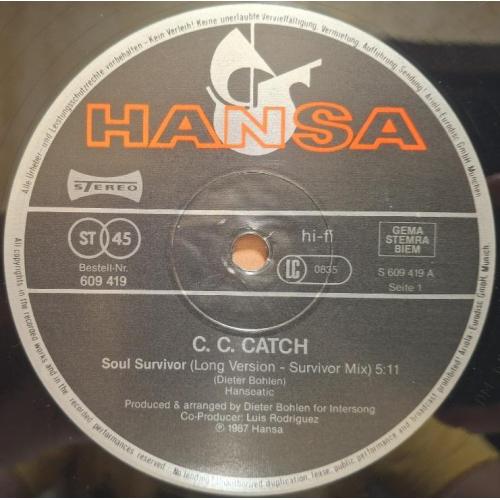 Alle Urheber- und Leistungsschutzrechte vorbehalten - Kein Verleih! Keine unerlaubte Vervielfältigung, Vermietung, Aufführung, Sendung! Ariola-Eurodisc GmbH, München
HANSA
STEREO
ST 45
Bestell-Nr.
609 419
hi-fi
LC 0835
GEMA
STEMRA
BIEM
S 609 419 A
Seite 1
C. C. CATCH
Soul Survivor (Long Version - Survivor Mix) 5:11
(Dieter Bohlen)
Hanseatic
Produced & arranged by Dieter Bohlen for Intersong
Co-Producer: Luis Rodriguez
℗ 1987 Hansa
All copyrights in the recorded works and in the recorded performances reserved. No lending! No unauthorized duplication, lease, public performance and broadcast prohibited! Ariola-Eurodisc GmbH, Munich.